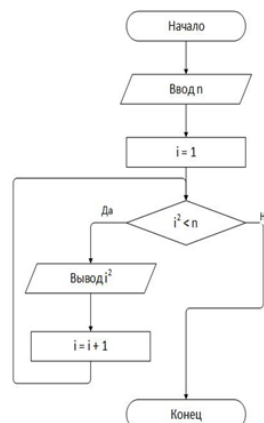 Начало
Ввод n
i = 1
i² < n
Да
Вывод i²
i = i + 1
Конец